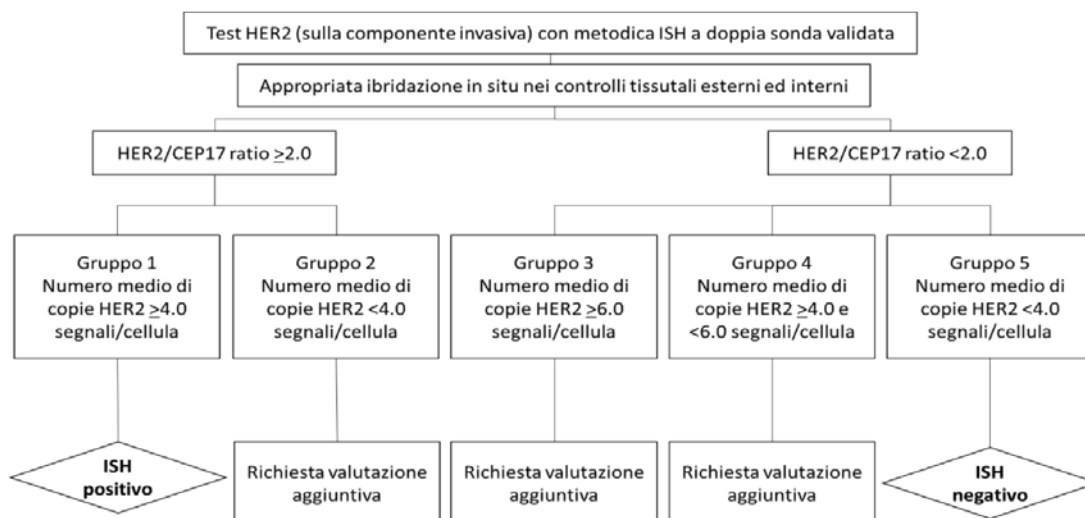 Test HER2 (sulla componente invasiva) con metodica ISH a doppia sonda validata
Appropriata ibridazione in situ nei controlli tissutali esterni ed interni
HER2/CEP17 ratio ≥2.0
HER2/CEP17 ratio <2.0
Gruppo 1
Numero medio di
copie HER2 ≥4.0
segnali/cellula
Gruppo 2
Numero medio di
copie HER2 <4.0
segnali/cellula
Gruppo 3
Numero medio di
copie HER2 ≥6.0
segnali/cellula
Gruppo 4
Numero medio di
copie HER2 ≥4.0 e
<6.0 segnali/cellula
Gruppo 5
Numero medio di
copie HER2 <4.0
segnali/cellula
ISH
positivo
Richiesta valutazione
aggiuntiva
Richiesta valutazione
aggiuntiva
Richiesta valutazione
aggiuntiva
ISH
negativo